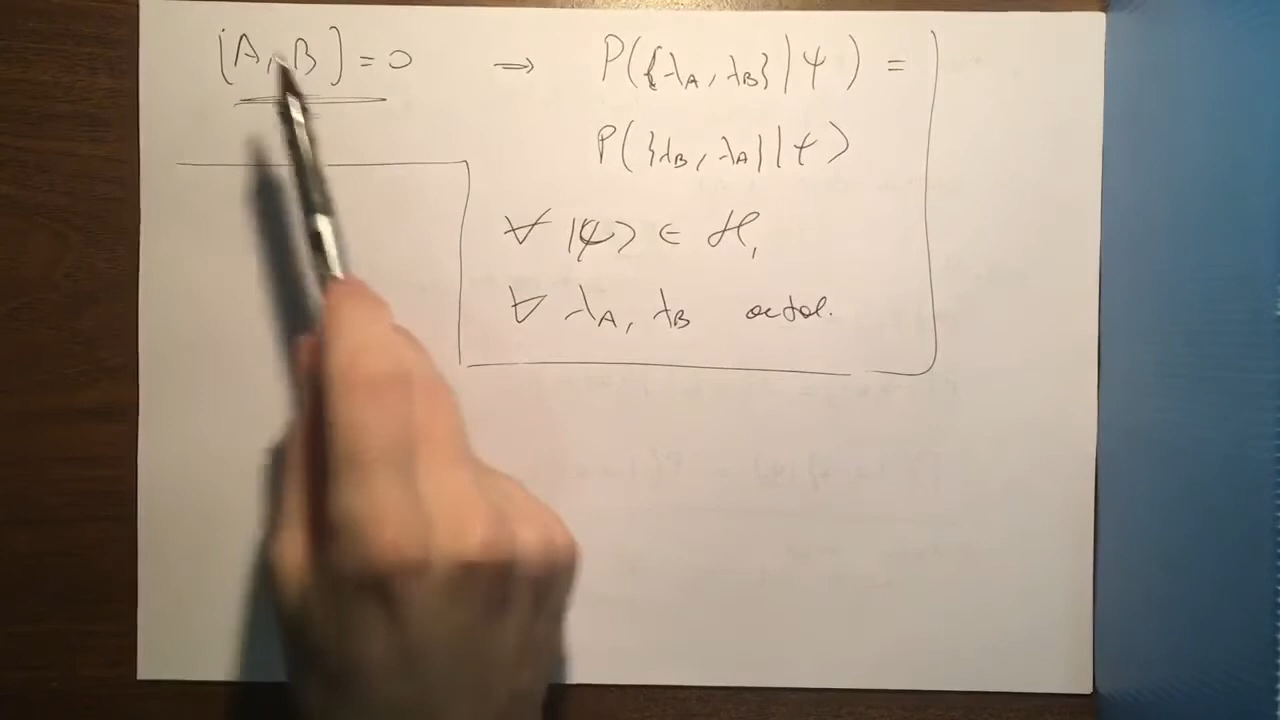 [A, B] = 0 → P({λ_A, λ_B} | ψ) =
P({λ_B, λ_A} | ψ)
∀ |ψ⟩ ∈ ℋ,
∀ λ_A, λ_B